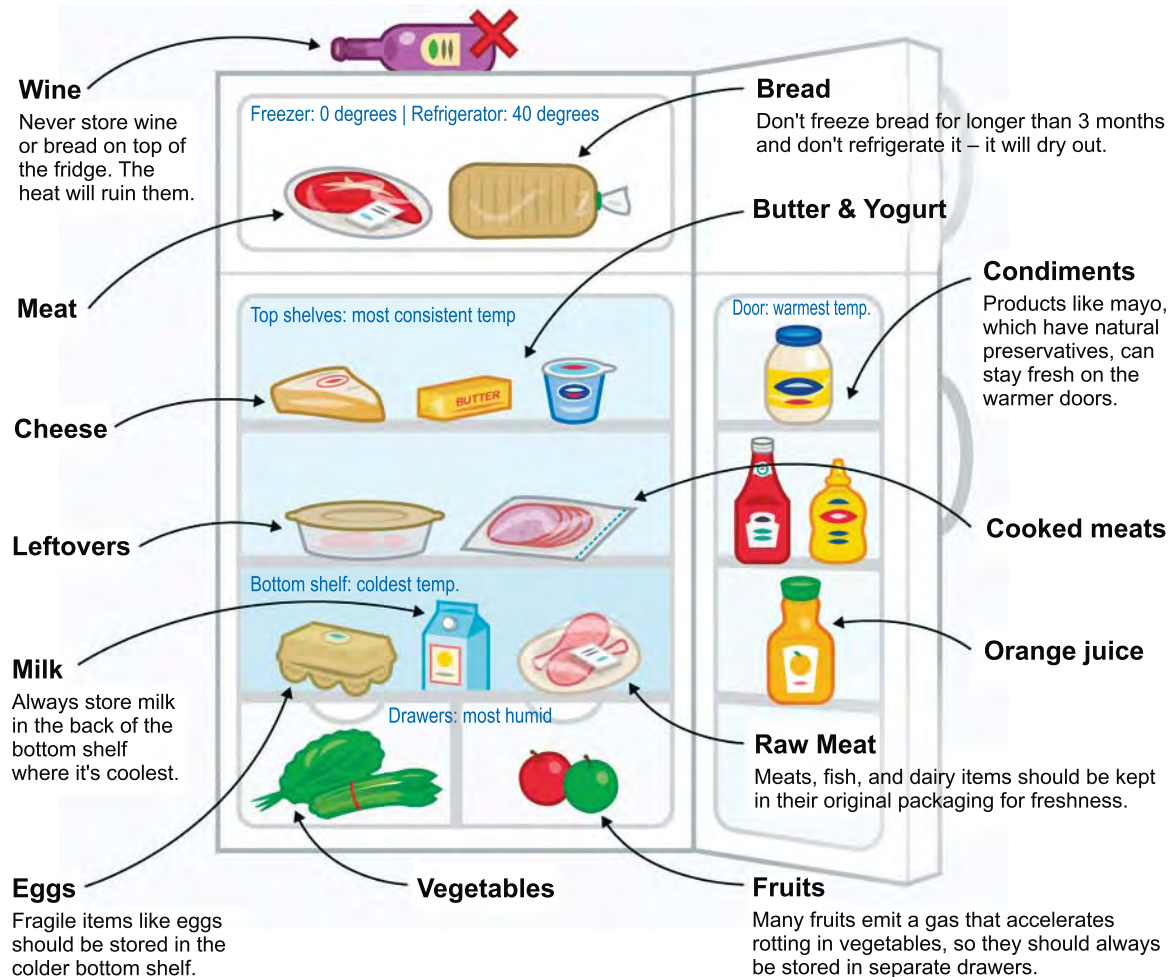 Wine
Never store wine
or bread on top of
the fridge. The
heat will ruin them.
Freezer: 0 degrees | Refrigerator: 40 degrees
Bread
Don't freeze bread for longer than 3 months
and don't refrigerate it – it will dry out.
Meat
Butter & Yogurt
Top shelves: most consistent temp
Door: warmest temp.
Condiments
Products like mayo,
which have natural
preservatives, can
stay fresh on the
warmer doors.
BUTTER
Cheese
Leftovers
Cooked meats
Bottom shelf: coldest temp.
Milk
Always store milk
in the back of the
bottom shelf
where it's coolest.
Orange juice
Drawers: most humid
Raw Meat
Meats, fish, and dairy items should be kept
in their original packaging for freshness.
Eggs
Fragile items like eggs
should be stored in the
colder bottom shelf.
Vegetables
Fruits
Many fruits emit a gas that accelerates
rotting in vegetables, so they should always
be stored in separate drawers.